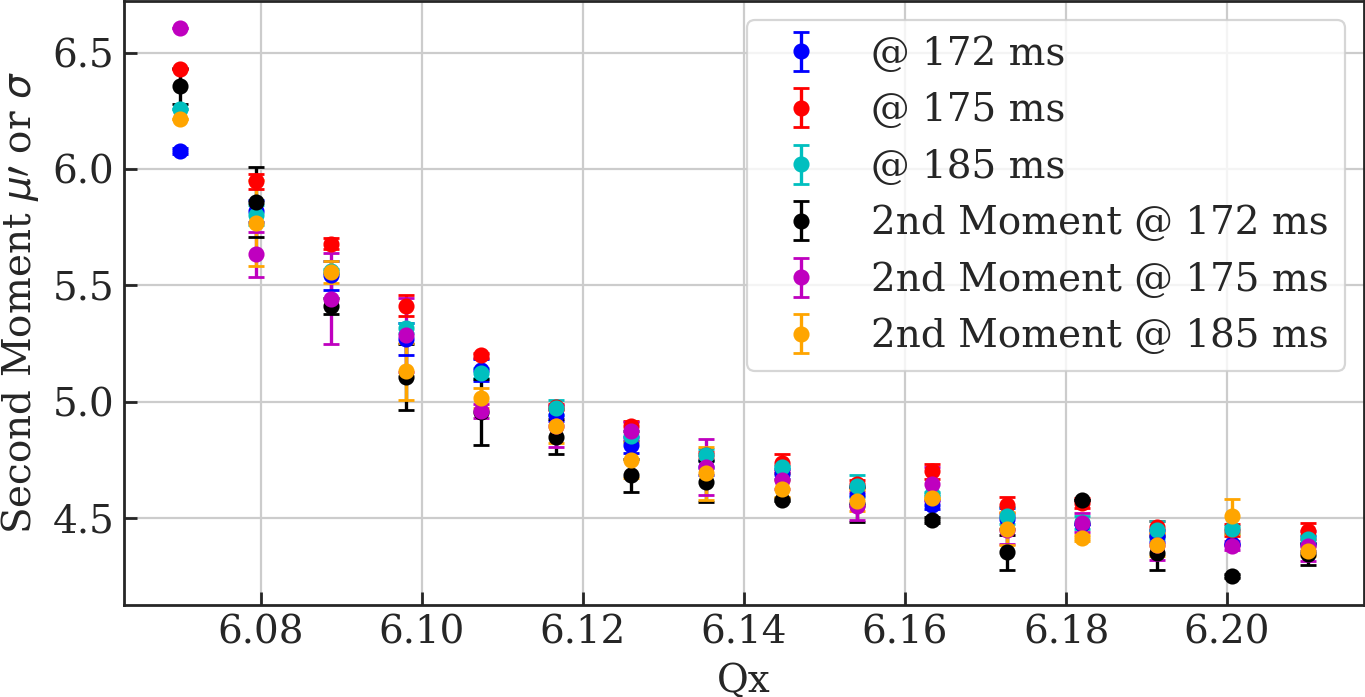 Second Moment μ′ or σ
6.5
6.0
5.5
5.0
4.5
@ 172 ms
@ 175 ms
@ 185 ms
2nd Moment @ 172 ms
2nd Moment @ 175 ms
2nd Moment @ 185 ms
6.08 6.10 6.12 6.14 6.16 6.18 6.20
Qx